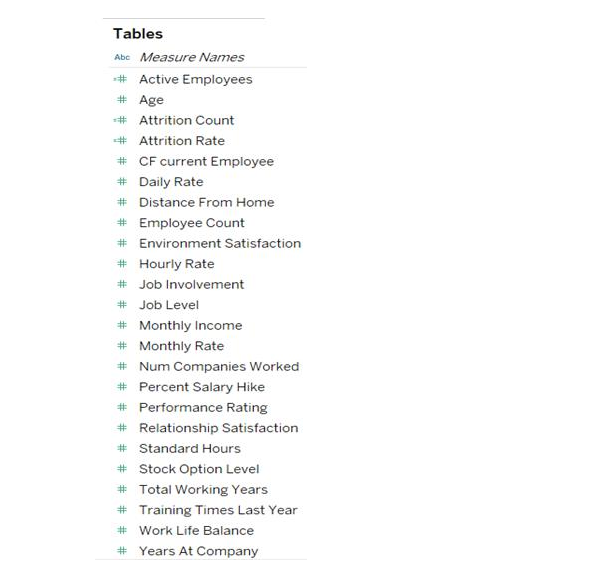 Tables
Abc Measure Names
=# Active Employees
# Age
=# Attrition Count
=# Attrition Rate
# CF current Employee
# Daily Rate
# Distance From Home
# Employee Count
# Environment Satisfaction
# Hourly Rate
# Job Involvement
# Job Level
# Monthly Income
# Monthly Rate
# Num Companies Worked
# Percent Salary Hike
# Performance Rating
# Relationship Satisfaction
# Standard Hours
# Stock Option Level
# Total Working Years
# Training Times Last Year
# Work Life Balance
# Years At Company